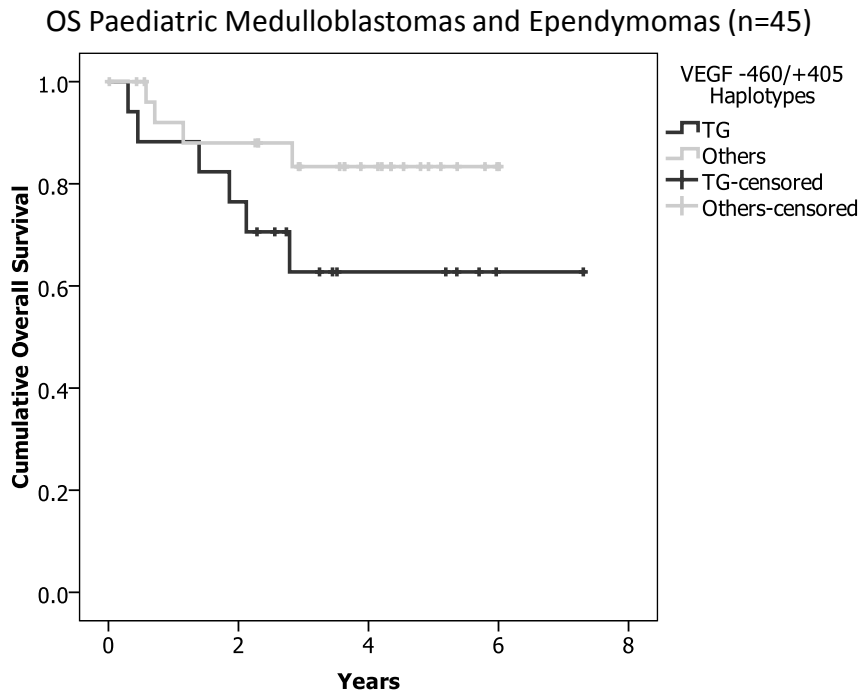 OS Paediatric Medulloblastomas and Ependymomas (n=45)
VEGF -460/+405
Haplotypes
TG
Others
TG-censored
Others-censored
Cumulative Overall Survival
1.0
0.8
0.6
0.4
0.2
0.0
0 2 4 6 8
Years